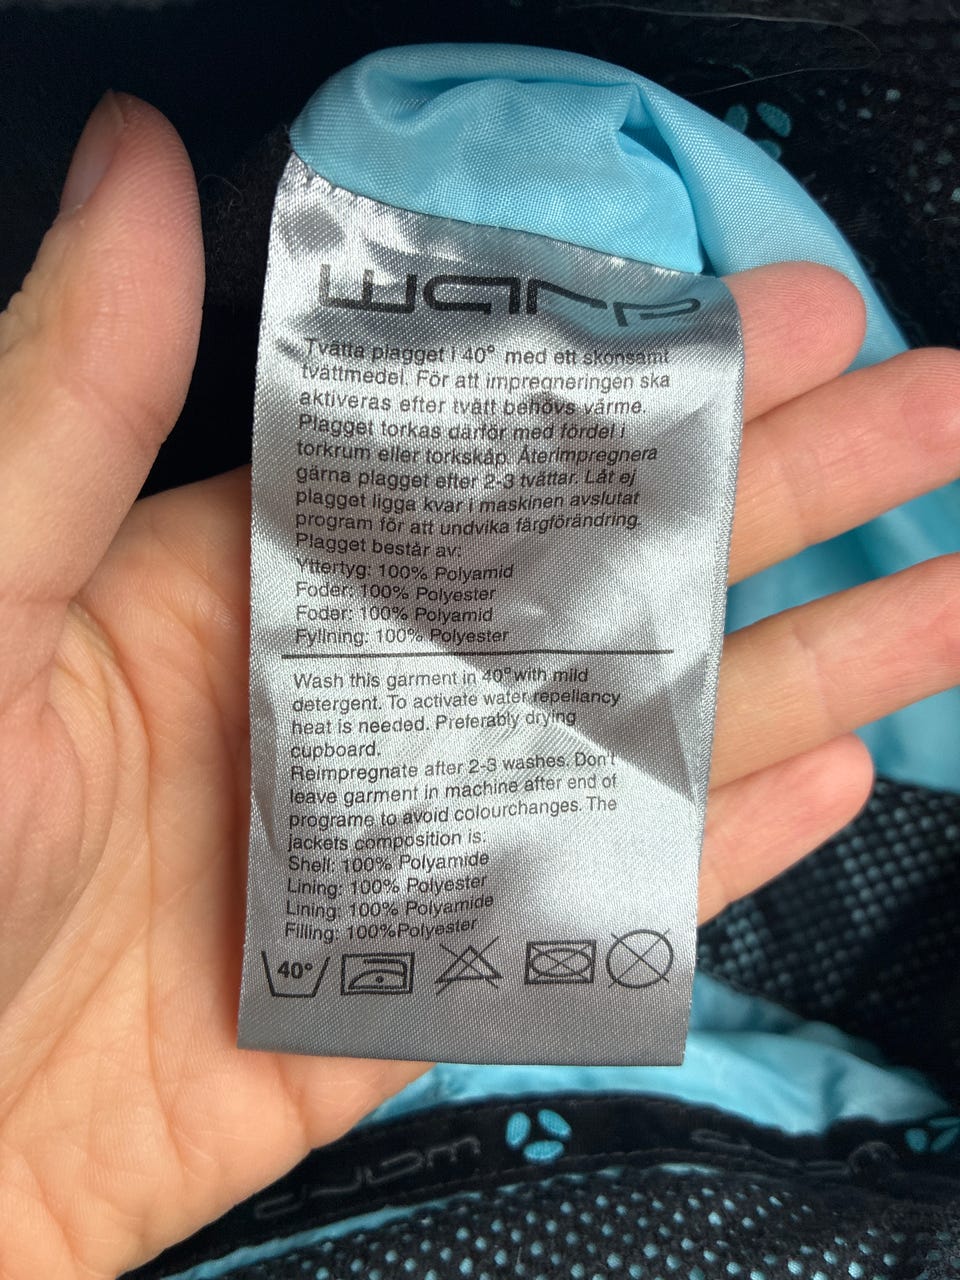 warp
Tvätta plagget i 40° med ett skonsamt
tvättmedel. För att impregneringen ska
aktiveras efter tvätt behövs värme.
Plagget torkas därför med fördel i
torkrum eller torkskåp. Återimpregnera
gärna plagget efter 2-3 tvättar. Låt ej
plagget ligga kvar i maskinen avslutat
program för att undvika färgförändring.
Plagget består av:
Yttertyg: 100% Polyamid
Foder: 100% Polyester
Foder: 100% Polyamid
Fyllning: 100% Polyester
Wash this garment in 40° with mild
detergent. To activate water repellancy
heat is needed. Preferably drying
cupboard.
Reimpregnate after 2-3 washes. Don't
leave garment in machine after end of
programe to avoid colourchanges. The
jackets composition is:
Shell: 100% Polyamide
Lining: 100% Polyester
Lining: 100% Polyamide
Filling: 100%Polyester
40°
warp
warp